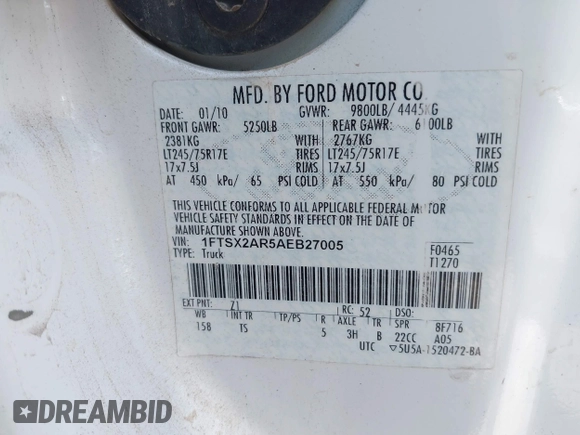 MFD. BY FORD MOTOR CO.
DATE: 01/10 GVWR: 9800LB/ 4445KG
FRONT GAWR: 5250LB REAR GAWR: 6100LB
2381KG WITH 2767KG WITH
LT245/75R17E TIRES LT245/75R17E TIRES
17x7.5J RIMS 17x7.5J RIMS
AT 450 kPa/ 65 PSI COLD AT 550 kPa/ 80 PSI COLD
THIS VEHICLE CONFORMS TO ALL APPLICABLE FEDERAL MOTOR
VEHICLE SAFETY STANDARDS IN EFFECT ON THE DATE OF
MANUFACTURE SHOWN ABOVE.
VIN: 1FTSX2AR5AEB27005 F0465
TYPE: Truck T1270
EXT PNT: Z1 RC: 52 DSO:
WB INT TR TP/PS R AXLE TR SPR 8F716
158 TS 5 3H B 22CC A05
UTC ▽5U5A-1520472-BA
DREAMBID